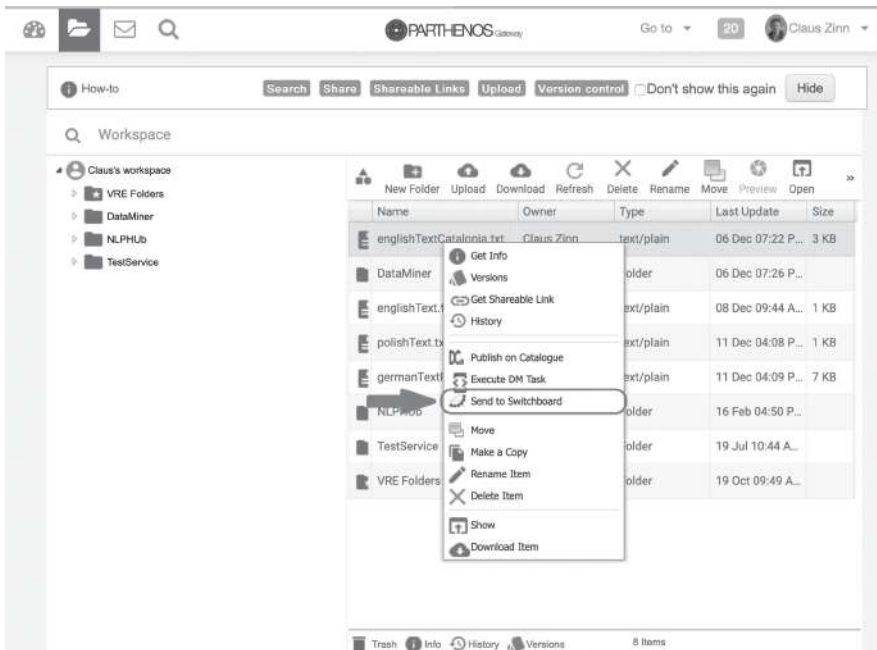 PARTHENOS Gateway
Go to
20
Claus Zinn
How-to
Search Share Shareable Links Upload Version control Don't show this again Hide
Workspace
Claus's workspace
VRE Folders
DataMiner
NLPHUb
TestService
New Folder Upload Download Refresh Delete Rename Move Preview Open »
Name Owner Type Last Update Size
englishTextCatalonia.txt Claus Zinn text/plain 06 Dec 07:22 P... 3 KB
DataMiner older 06 Dec 07:26 P...
englishText.t ext/plain 08 Dec 09:44 A... 1 KB
polishText.tx ext/plain 11 Dec 04:08 P... 1 KB
germanText ext/plain 11 Dec 04:09 P... 7 KB
NLPHUb older 16 Feb 04:50 P...
TestService older 19 Jul 10:44 A...
VRE Folders older 19 Oct 09:49 A...
Get Info
Versions
Get Shareable Link
History
Publish on Catalogue
Execute DM Task
Send to Switchboard
Move
Make a Copy
Rename Item
Delete Item
Show
Download Item
Trash Info History Versions 8 Items